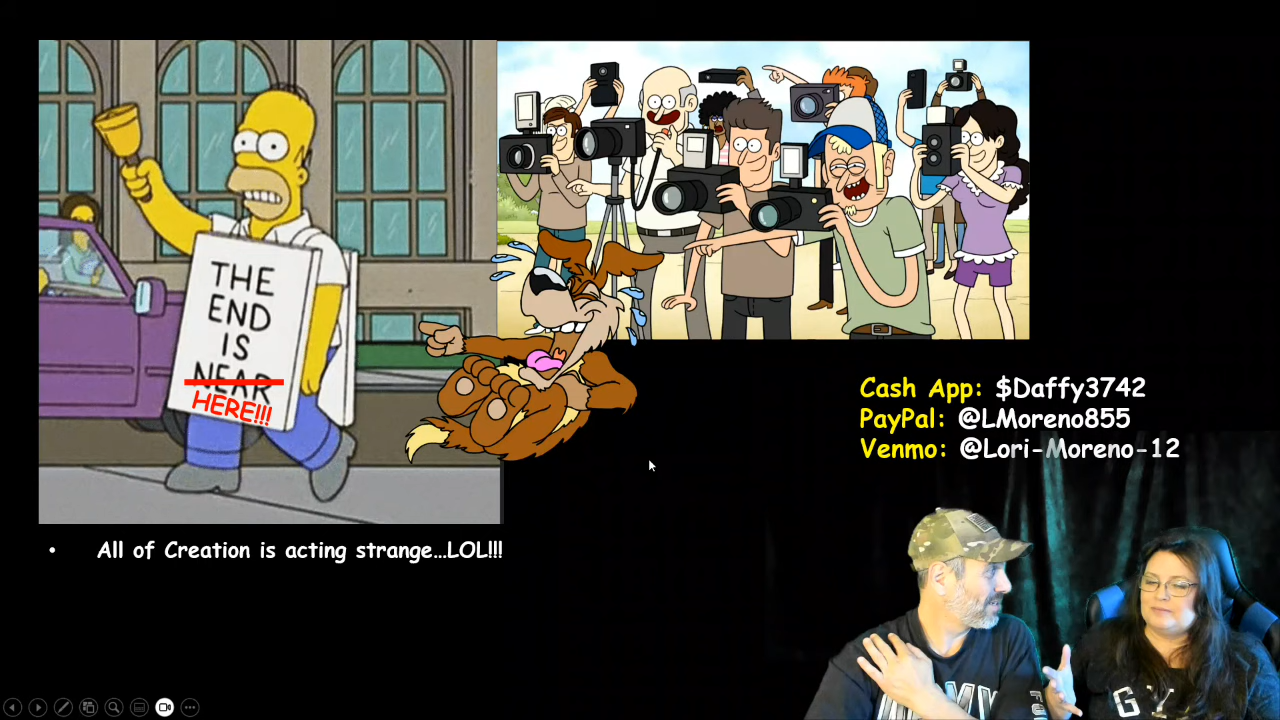 THE
END
IS
NEAR
HERE!!!
Cash App: $Daffy3742
PayPal: @LMoreno855
Venmo: @Lori-Moreno-12
• All of Creation is acting strange...LOL!!!
G Y